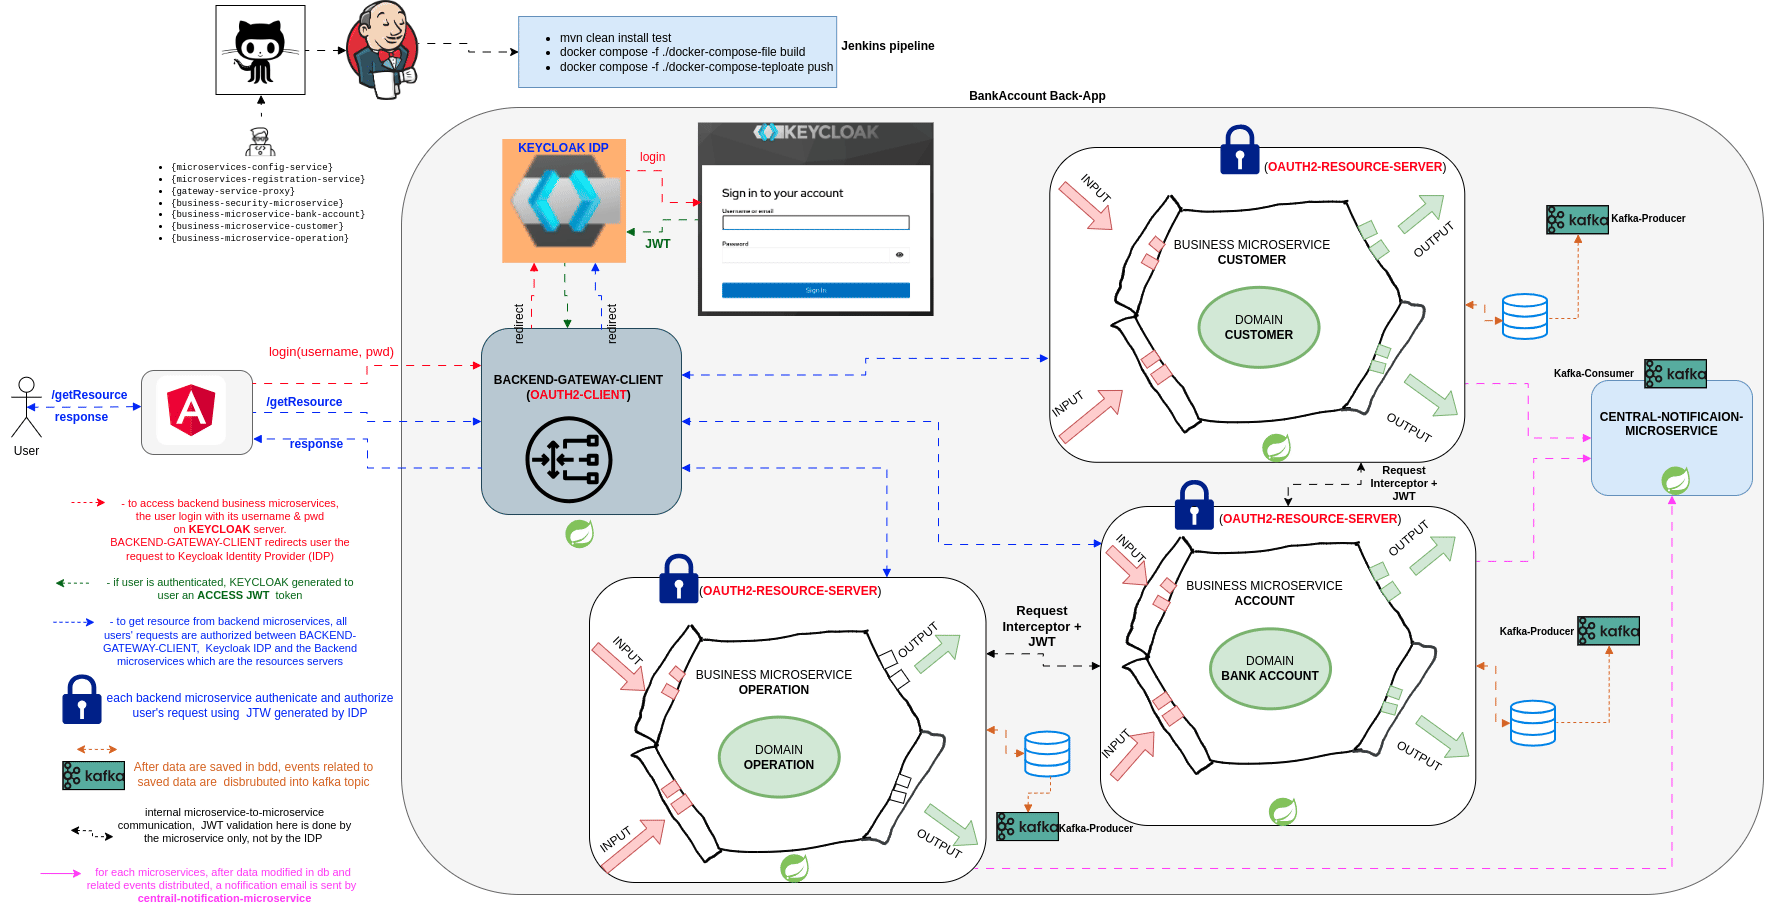 mvn clean install test
docker compose -f ./docker-compose-file build
docker compose -f ./docker-compose-teploate push
Jenkins pipeline
BankAccount Back-App
{microservices-config-service}
{microservices-registration-service}
{gateway-service-proxy}
{business-security-microservice}
{business-microservice-bank-account}
{business-microservice-customer}
{business-microservice-operation}
KEYCLOAK IDP
login
JWT
KEYCLOAK
Sign in to your account
Username or email
Password
Sign In
redirect
redirect
login(username, pwd)
/getResource
response
User
/getResource
response
BACKEND-GATEWAY-CLIENT
(OAUTH2-CLIENT)
(OAUTH2-RESOURCE-SERVER)
INPUT
OUTPUT
BUSINESS MICROSERVICE
CUSTOMER
DOMAIN
CUSTOMER
INPUT
OUTPUT
kafka
Kafka-Producer
Kafka-Consumer
kafka
CENTRAL-NOTIFICAION-
MICROSERVICE
Request
Interceptor +
JWT
(OAUTH2-RESOURCE-SERVER)
INPUT
OUTPUT
BUSINESS MICROSERVICE
ACCOUNT
DOMAIN
BANK ACCOUNT
INPUT
OUTPUT
Kafka-Producer
kafka
(OAUTH2-RESOURCE-SERVER)
INPUT
OUTPUT
BUSINESS MICROSERVICE
OPERATION
DOMAIN
OPERATION
INPUT
OUTPUT
Request
Interceptor +
JWT
kafka
Kafka-Producer
- to access backend business microservices,
the user login with its username & pwd
on KEYCLOAK server.
BACKEND-GATEWAY-CLIENT redirects user the
request to Keycloak Identity Provider (IDP)
- if user is authenticated, KEYCLOAK generated to
user an ACCESS JWT token
- to get resource from backend microservices, all
users' requests are authorized between BACKEND-
GATEWAY-CLIENT, Keycloak IDP and the Backend
microservices which are the resources servers
each backend microservice authenicate and authorize
user's request using JTW generated by IDP
kafka
After data are saved in bdd, events related to
saved data are disbrubuted into kafka topic
internal microservice-to-microservice
communication, JWT validation here is done by
the microservice only, not by the IDP
for each microservices, after data modified in db and
related events distributed, a nofification email is sent by
centrail-notification-microservice